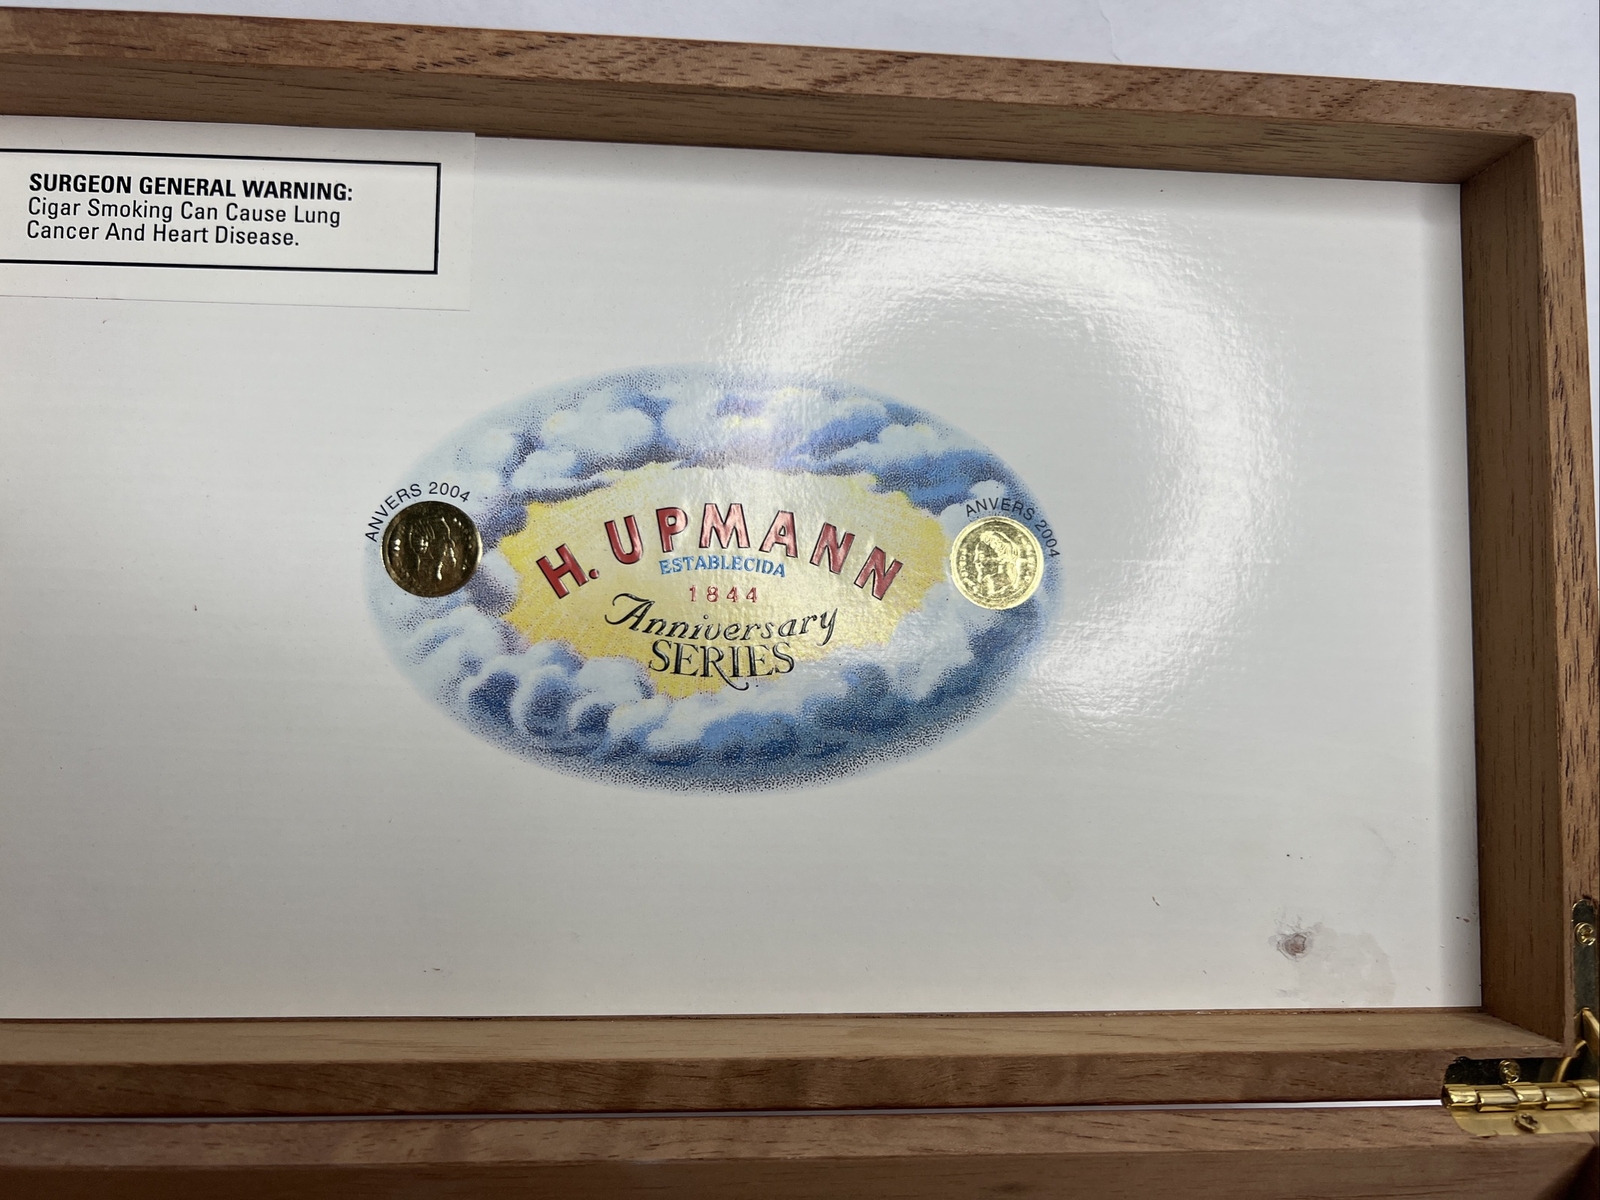 SURGEON GENERAL WARNING:
Cigar Smoking Can Cause Lung
Cancer And Heart Disease.
ANVERS 2004
ANVERS 2004
H. UPMANN
ESTABLECIDA
1844
Anniversary
SERIES